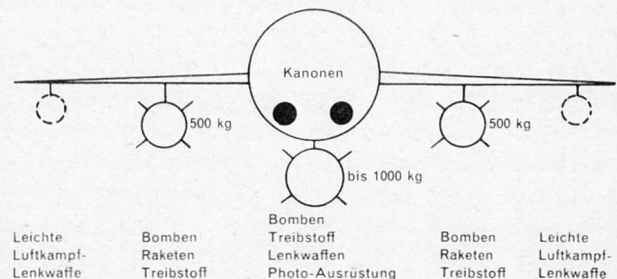 Kanonen
500 kg
500 kg
bis 1000 kg
Leichte
Luftkampf-
Lenkwaffe
Bomben
Raketen
Treibstoff
Bomben
Treibstoff
Lenkwaffen
Photo-Ausrüstung
Bomben
Raketen
Treibstoff
Leichte
Luftkampf-
Lenkwaffe